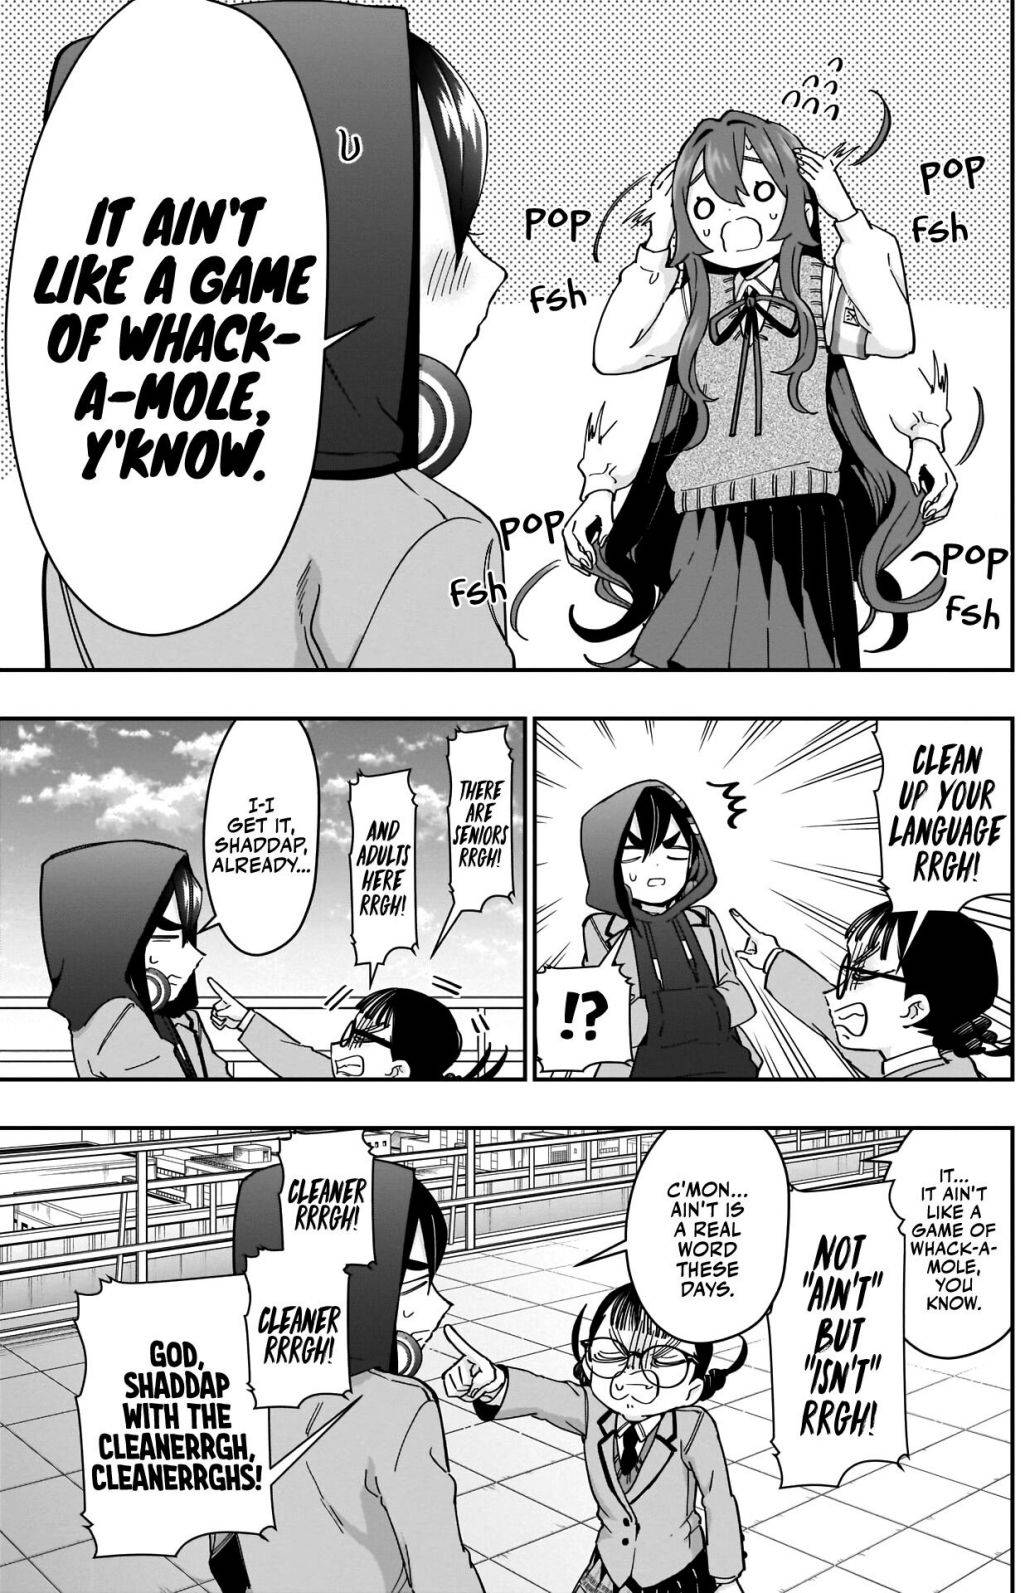 IT AIN'T
LIKE A GAME
OF WHACK-
A-MOLE,
Y'KNOW.
POP
FSH
POP
FSH
POP
FSH
POP
FSH
CLEAN
UP YOUR
LANGUAGE
RRGH!
!?
THERE
ARE
SENIORS
RRGH!
AND
ADULTS
HERE
RRGH!
I-I
GET IT,
SHADDAP,
ALREADY...
IT...
IT AIN'T
LIKE A
GAME OF
WHACK-A-
MOLE,
YOU
KNOW.
NOT
"AIN'T"
BUT
"ISN'T"
RRGH!
C'MON...
AIN'T IS
A REAL
WORD
THESE
DAYS.
CLEANER
RRRGH!
CLEANER
RRRGH!
GOD,
SHADDAP
WITH THE
CLEANERRGH,
CLEANERRGHS!